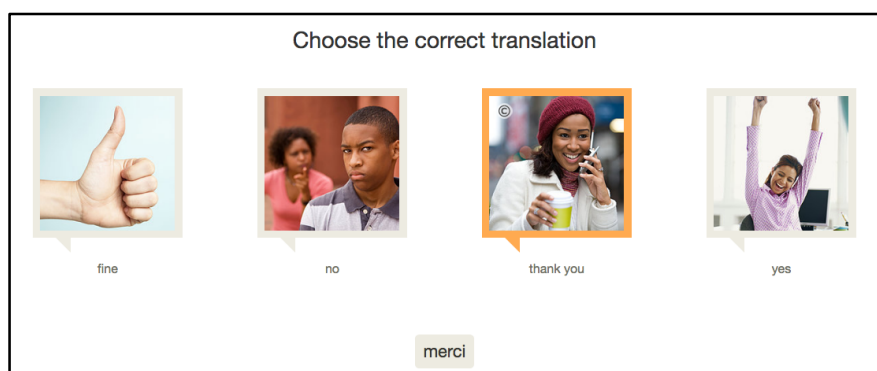 Choose the correct translation
©
fine no thank you yes
merci